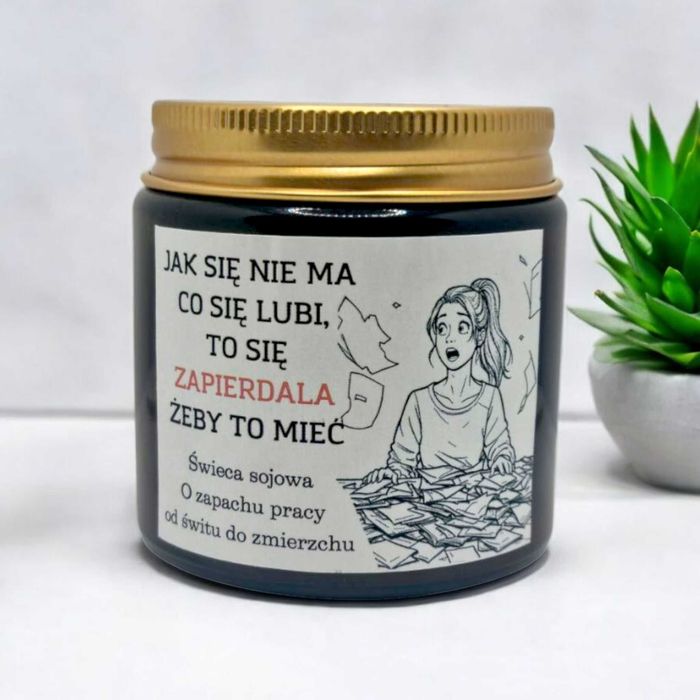 JAK SIĘ NIE MA
CO SIĘ LUBI,
TO SIĘ
ZAPIERDALA
ŻEBY TO MIEĆ
Świeca sojowa
O zapachu pracy
od świtu do zmierzchu